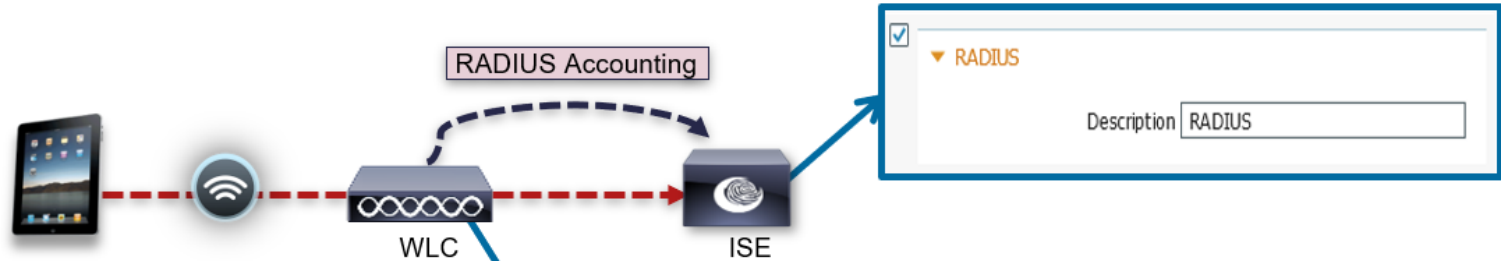 RADIUS Accounting
WLC
ISE
RADIUS
Description RADIUS